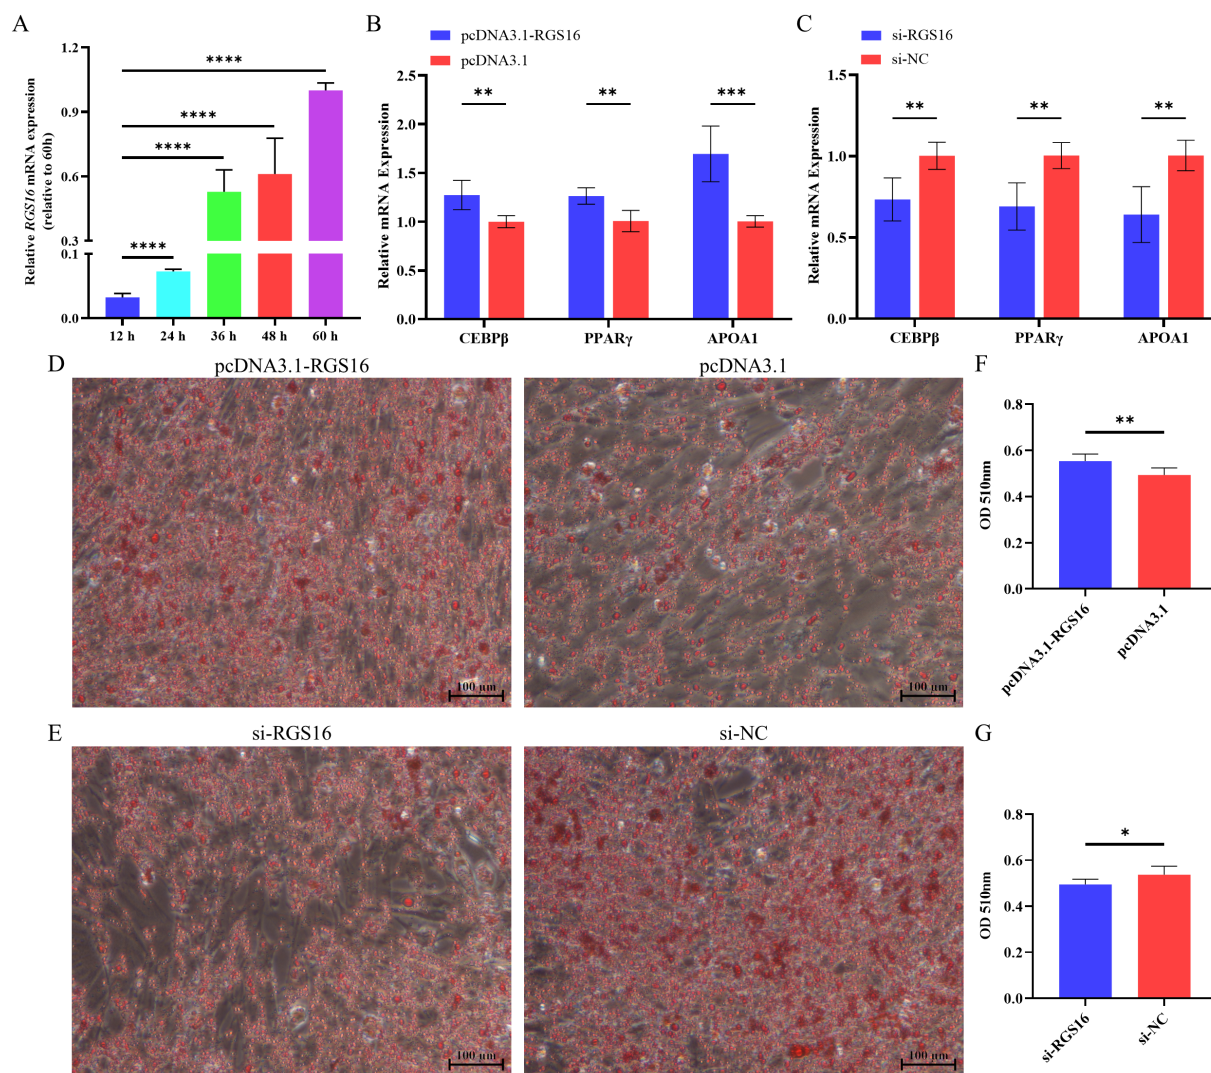 A
Relative RGS16 mRNA expression
(relative to 60h)
1.2
0.9
0.6
0.3
0.1
0.0
****
****
****
****
12 h
24 h
36 h
48 h
60 h
B
pcDNA3.1-RGS16
pcDNA3.1
Relative mRNA Expression
2.5
2.0
1.5
1.0
0.5
0.0
**
**
***
CEBPβ
PPARγ
APOA1
C
si-RGS16
si-NC
Relative mRNA Expression
1.5
1.0
0.5
0.0
**
**
**
CEBPβ
PPARγ
APOA1
D
pcDNA3.1-RGS16
100 μm
pcDNA3.1
100 μm
F
OD 510nm
0.8
0.6
0.4
0.2
0.0
**
pcDNA3.1-RGS16
pcDNA3.1
E
si-RGS16
100 μm
si-NC
100 μm
G
OD 510nm
0.8
0.6
0.4
0.2
0.0
*
si-RGS16
si-NC